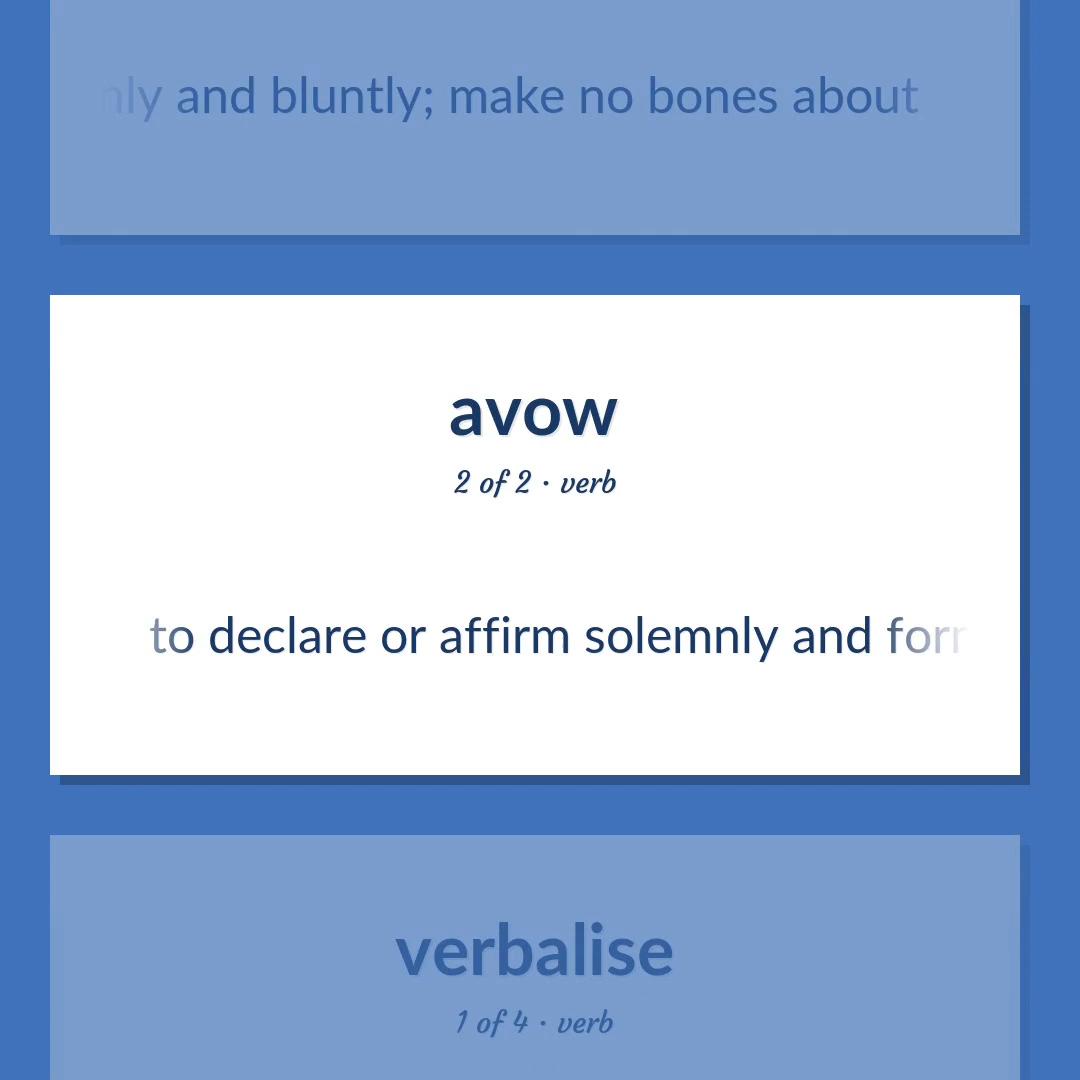 and bluntly; make no bones about
avow
2 of 2 · verb
to declare or affirm solemnly and
verbalise
1 of 4 · verb